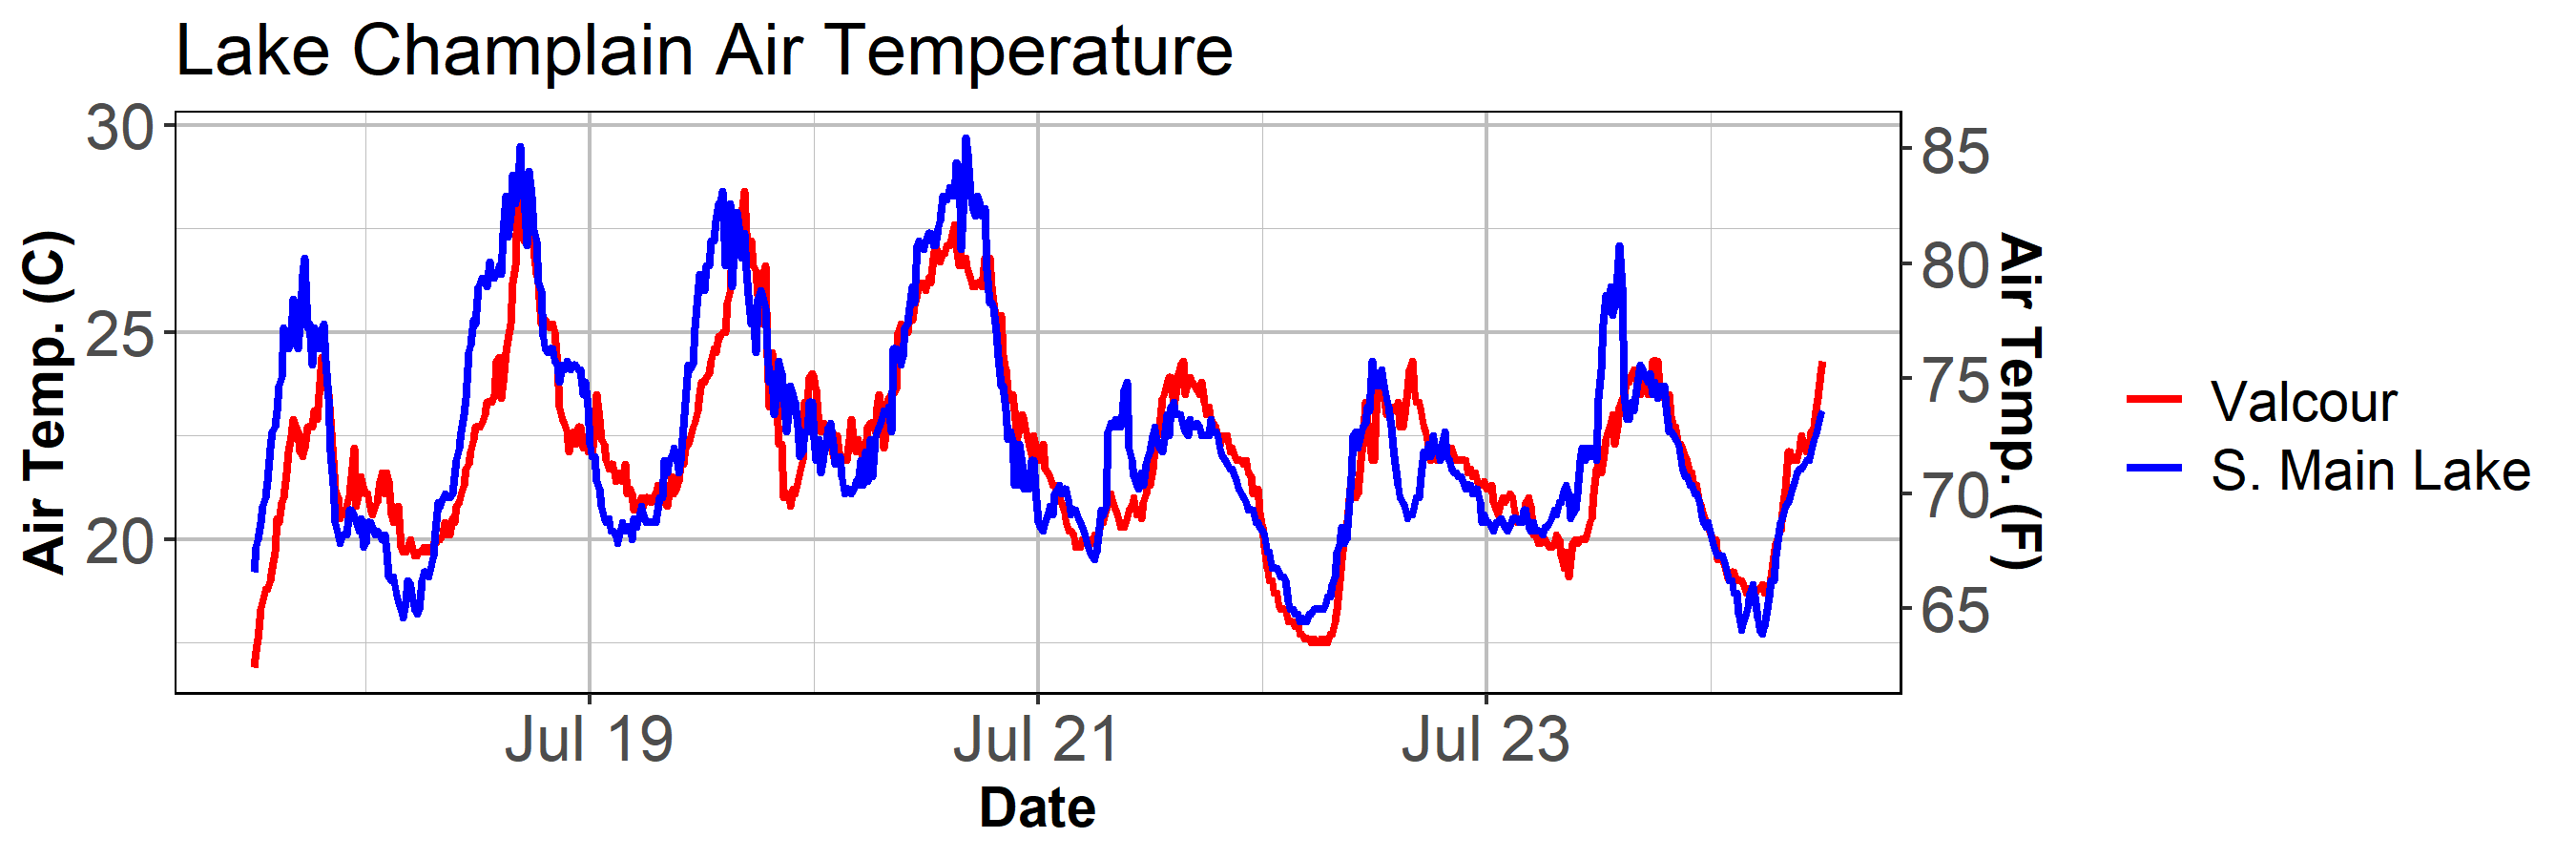 Lake Champlain Air Temperature
30
25
20
Air Temp. (C)
85
80
75
70
65
Air Temp. (F)
Jul 19
Jul 21
Jul 23
Date
Valcour
S. Main Lake